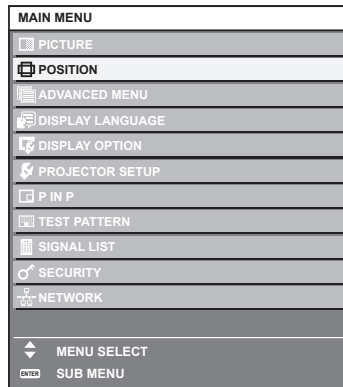 MAIN MENU
PICTURE
POSITION
ADVANCED MENU
DISPLAY LANGUAGE
DISPLAY OPTION
PROJECTOR SETUP
P IN P
TEST PATTERN
SIGNAL LIST
SECURITY
NETWORK
MENU SELECT
ENTER SUB MENU